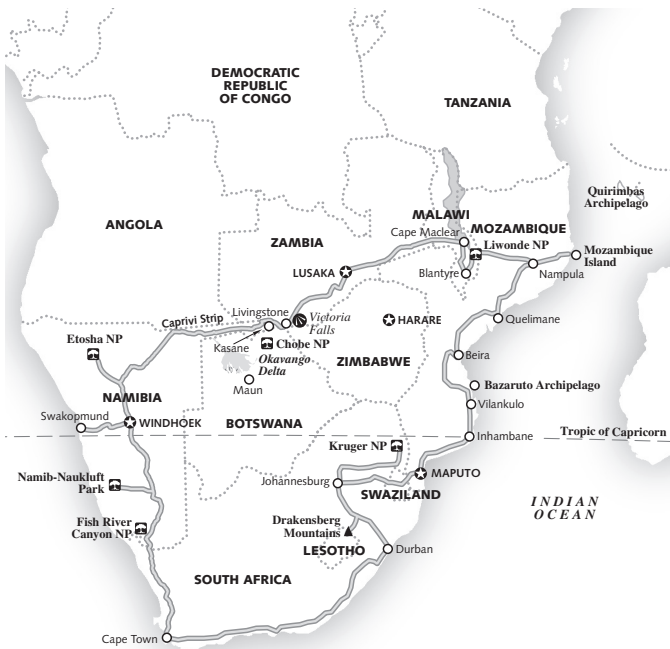 DEMOCRATIC
REPUBLIC
OF CONGO
TANZANIA
Quirimbas
Archipelago
ANGOLA
MALAWI
MOZAMBIQUE
Cape Maclear
Liwonde NP
ZAMBIA
Mozambique
Island
LUSAKA
Blantyre
Nampula
Caprivi Strip
Livingstone
Victoria
Falls
HARARE
Quelimane
Etosha NP
Kasane
Chobe NP
Okavango
Delta
ZIMBABWE
Beira
Maun
Bazaruto Archipelago
NAMIBIA
Vilankulo
Swakopmund
WINDHOEK
BOTSWANA
Inhambane
Tropic of Capricorn
Kruger NP
MAPUTO
Namib-Naukluft
Park
Johannesburg
SWAZILAND
INDIAN
OCEAN
Fish River
Canyon NP
Drakensberg
Mountains
LESOTHO
Durban
SOUTH AFRICA
Cape Town